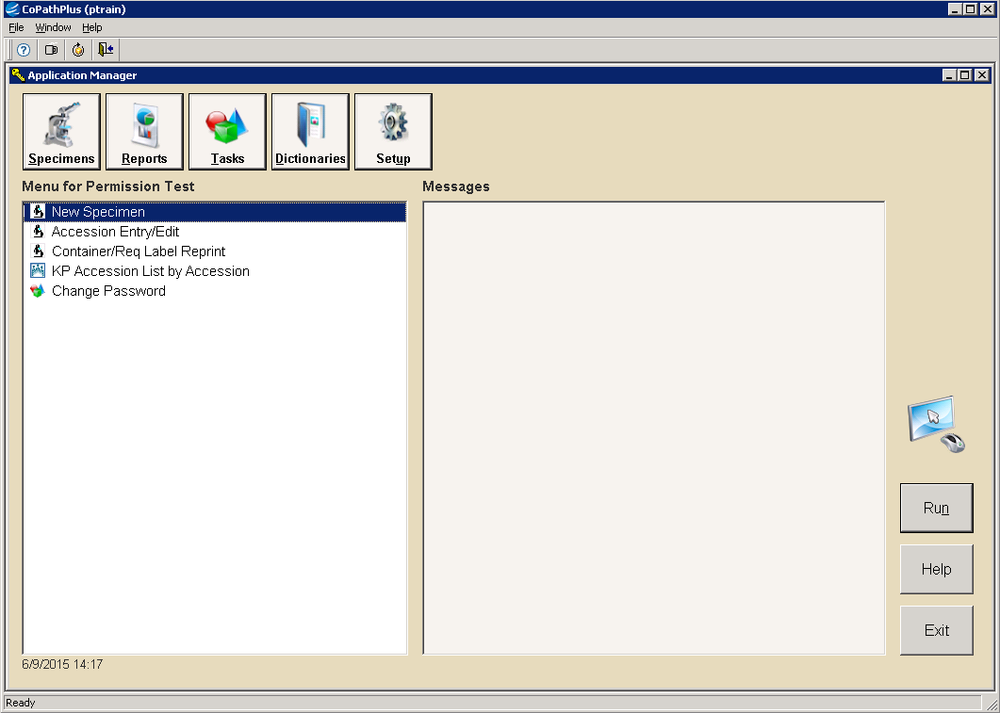 CoPathPlus (ptrain)
File Window Help
Application Manager
Specimens Reports Tasks Dictionaries Setup
Menu for Permission Test
Messages
New Specimen
Accession Entry/Edit
Container/Req Label Reprint
KP Accession List by Accession
Change Password
Run
Help
Exit
6/9/2015 14:17
Ready